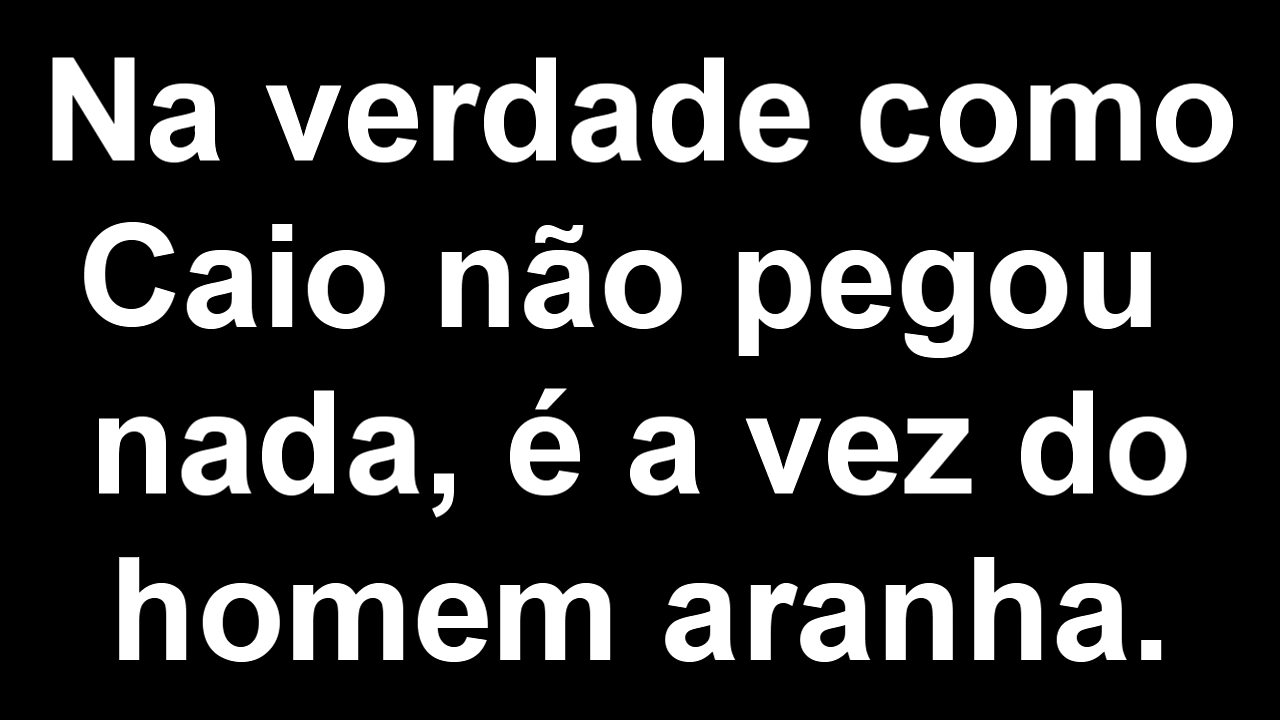 Na verdade como
Caio não pegou
nada, é a vez do
homem aranha.